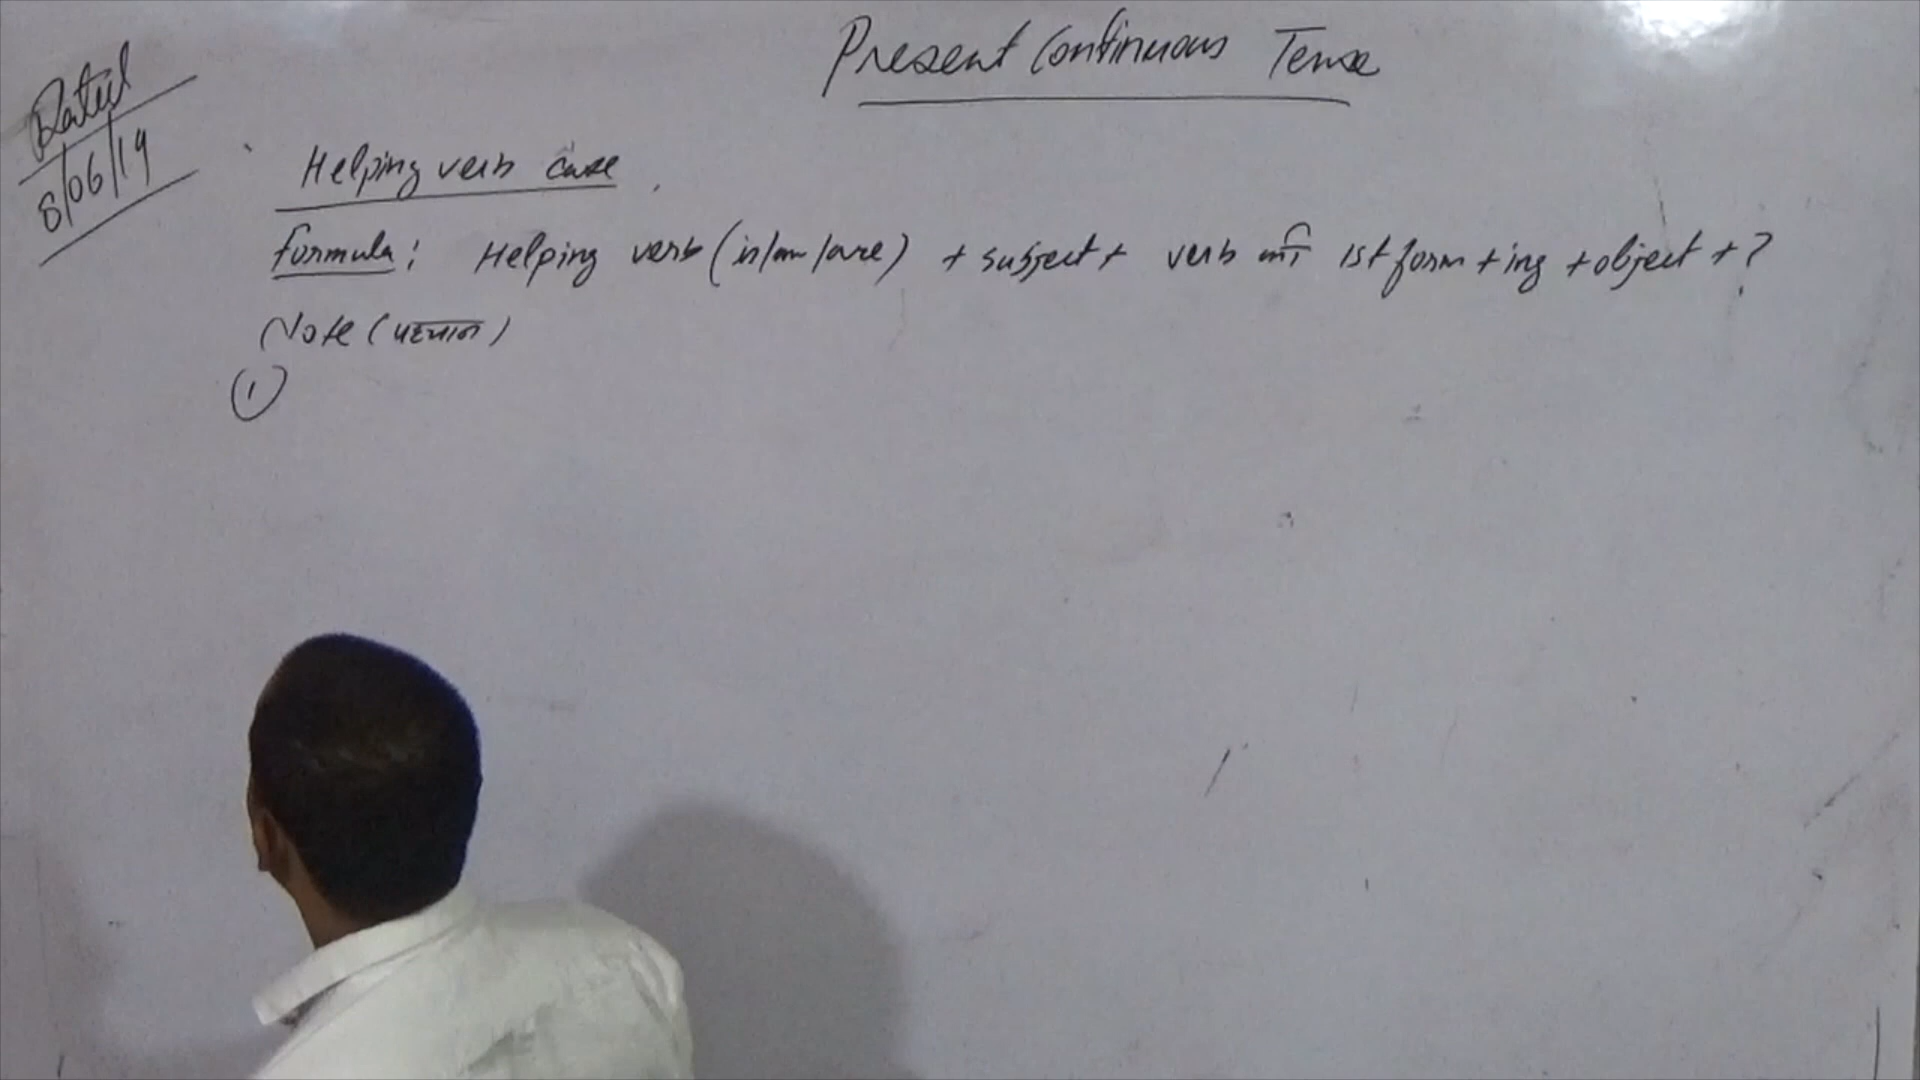 Present Continuous Tense
Dated
8/06/19
Helping verb case
Formula: Helping verb (is/am/are) + subject + verb की 1st form + ing + object + ?
Note (
①